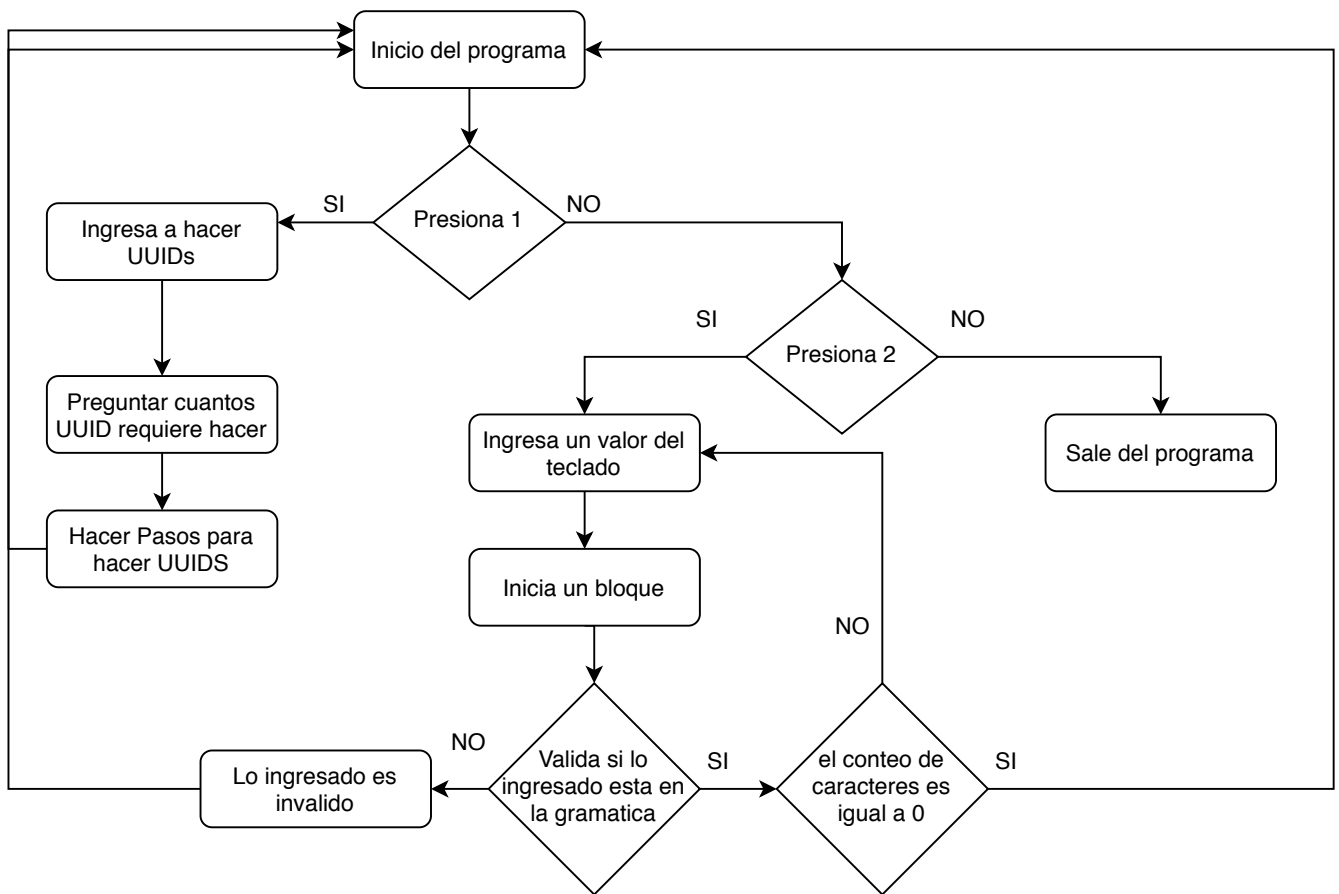 Inicio del programa
SI
Presiona 1
NO
Ingresa a hacer
UUIDs
SI
Presiona 2
NO
Preguntar cuantos
UUID requiere hacer
Ingresa un valor del
teclado
Sale del programa
Hacer Pasos para
hacer UUIDS
Inicia un bloque
NO
NO
Lo ingresado es
invalido
Valida si lo
ingresado esta en
la gramatica
SI
el conteo de
caracteres es
igual a 0
SI